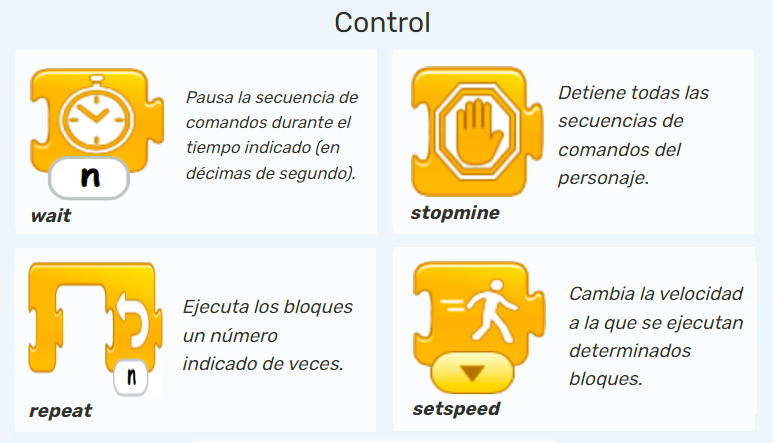 Control
Pausa la secuencia de
comandos durante el
tiempo indicado (en
décimas de segundo).
n
wait
Detiene todas las
secuencias de
comandos del
personaje.
stopmine
Ejecuta los bloques
un número
indicado de veces.
n
repeat
Cambia la velocidad
a la que se ejecutan
determinados
bloques.
setspeed